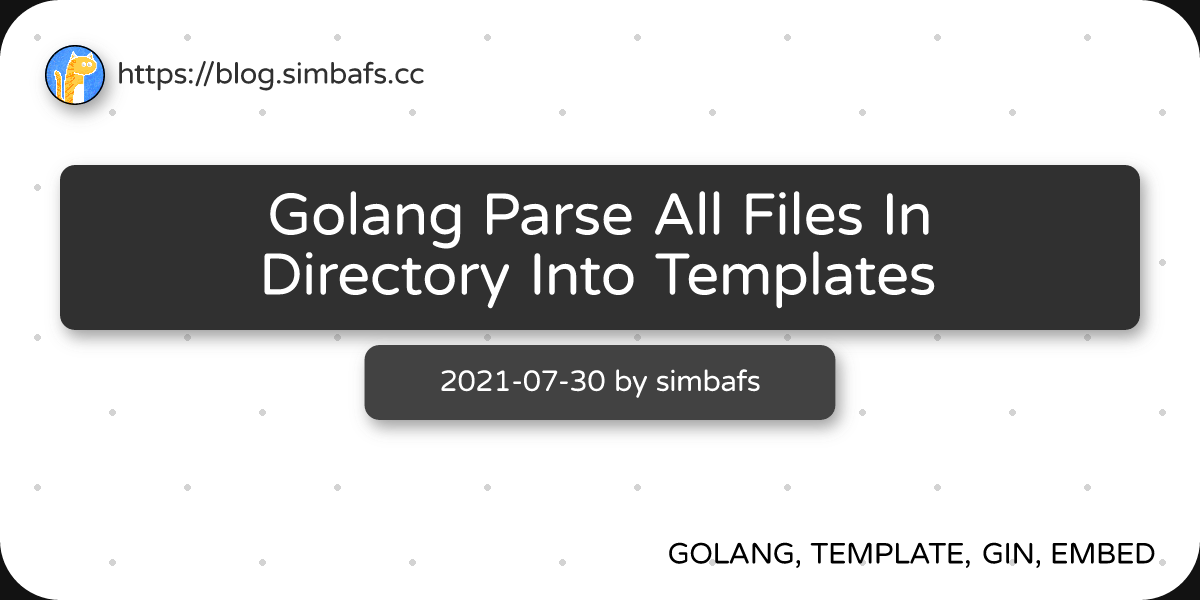 https://blog.simbafs.cc
Golang Parse All Files In
Directory Into Templates
2021-07-30 by simbafs
GOLANG, TEMPLATE, GIN, EMBED